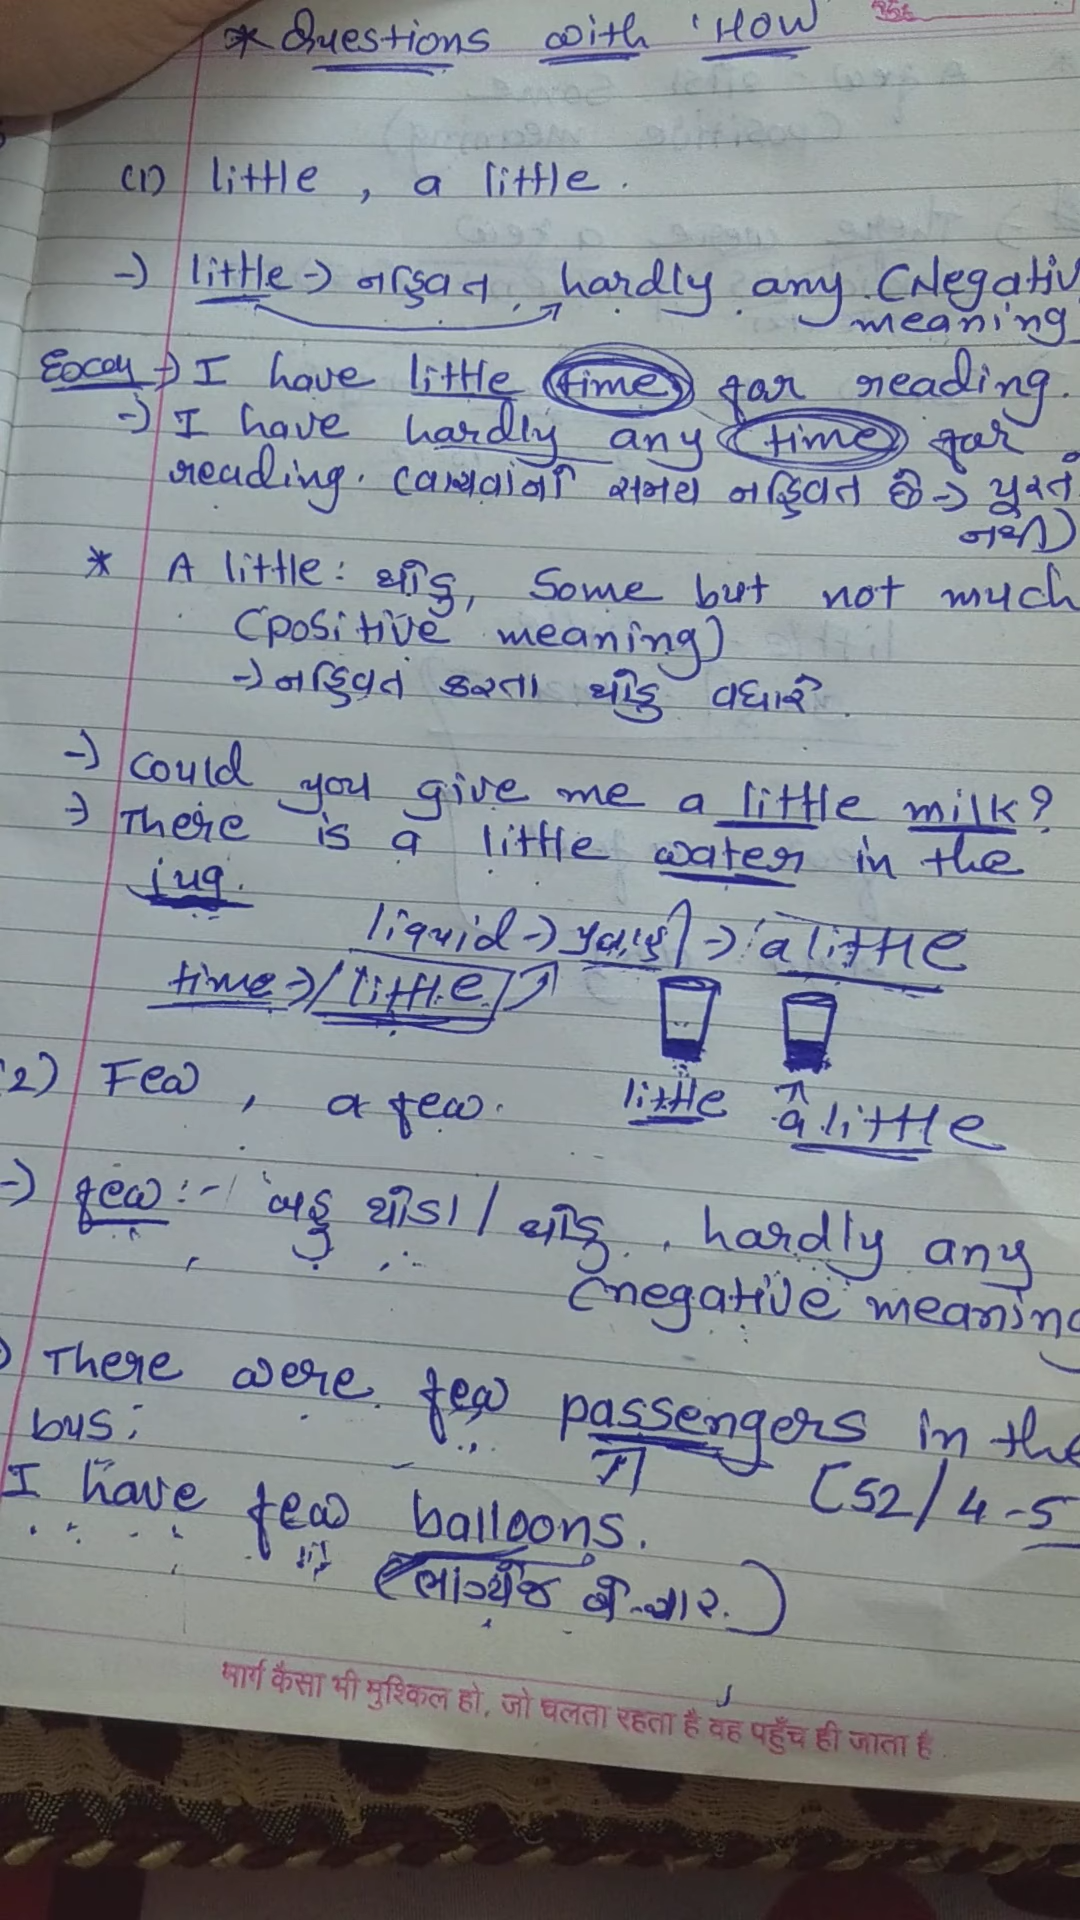 * Questions with 'HOW
(1) little , a little .
-> little -> નહિવત , hardly any (Negativ
meaning
-> I have little time for reading.
-> I have hardly any time for
reading. (વાંચવાની સમય નહિવત છે -> પૂરત
નથી)
* A little : થોડુ, Some but not much
(positive meaning)
-> નહિવત કરતા થોડુ વધારે
-> Could you give me a little milk?
-> There is a little water in the
jug.
liquid -> પ્રવાહી -> a little
time -> little
little a little
2) Few , a few.
-> few :- બહુ થોડા / થોડુ , hardly any
(negative meaning
There were few passengers in the
bus.
[52/4-5
I have few balloons.
(ભાગ્યેજ બે-ચાર.)
मार्ग कैसा भी मुश्किल हो, जो चलता रहता है वह पहुँच ही जाता है